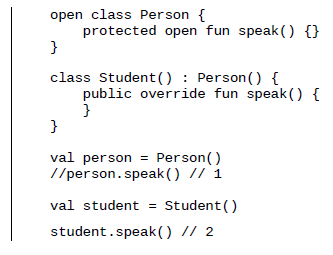 open class Person {
    protected open fun speak() {}
}
class Student() : Person() {
    public override fun speak() {
    }
}
val person = Person()
//person.speak() // 1
val student = Student()
student.speak() // 2